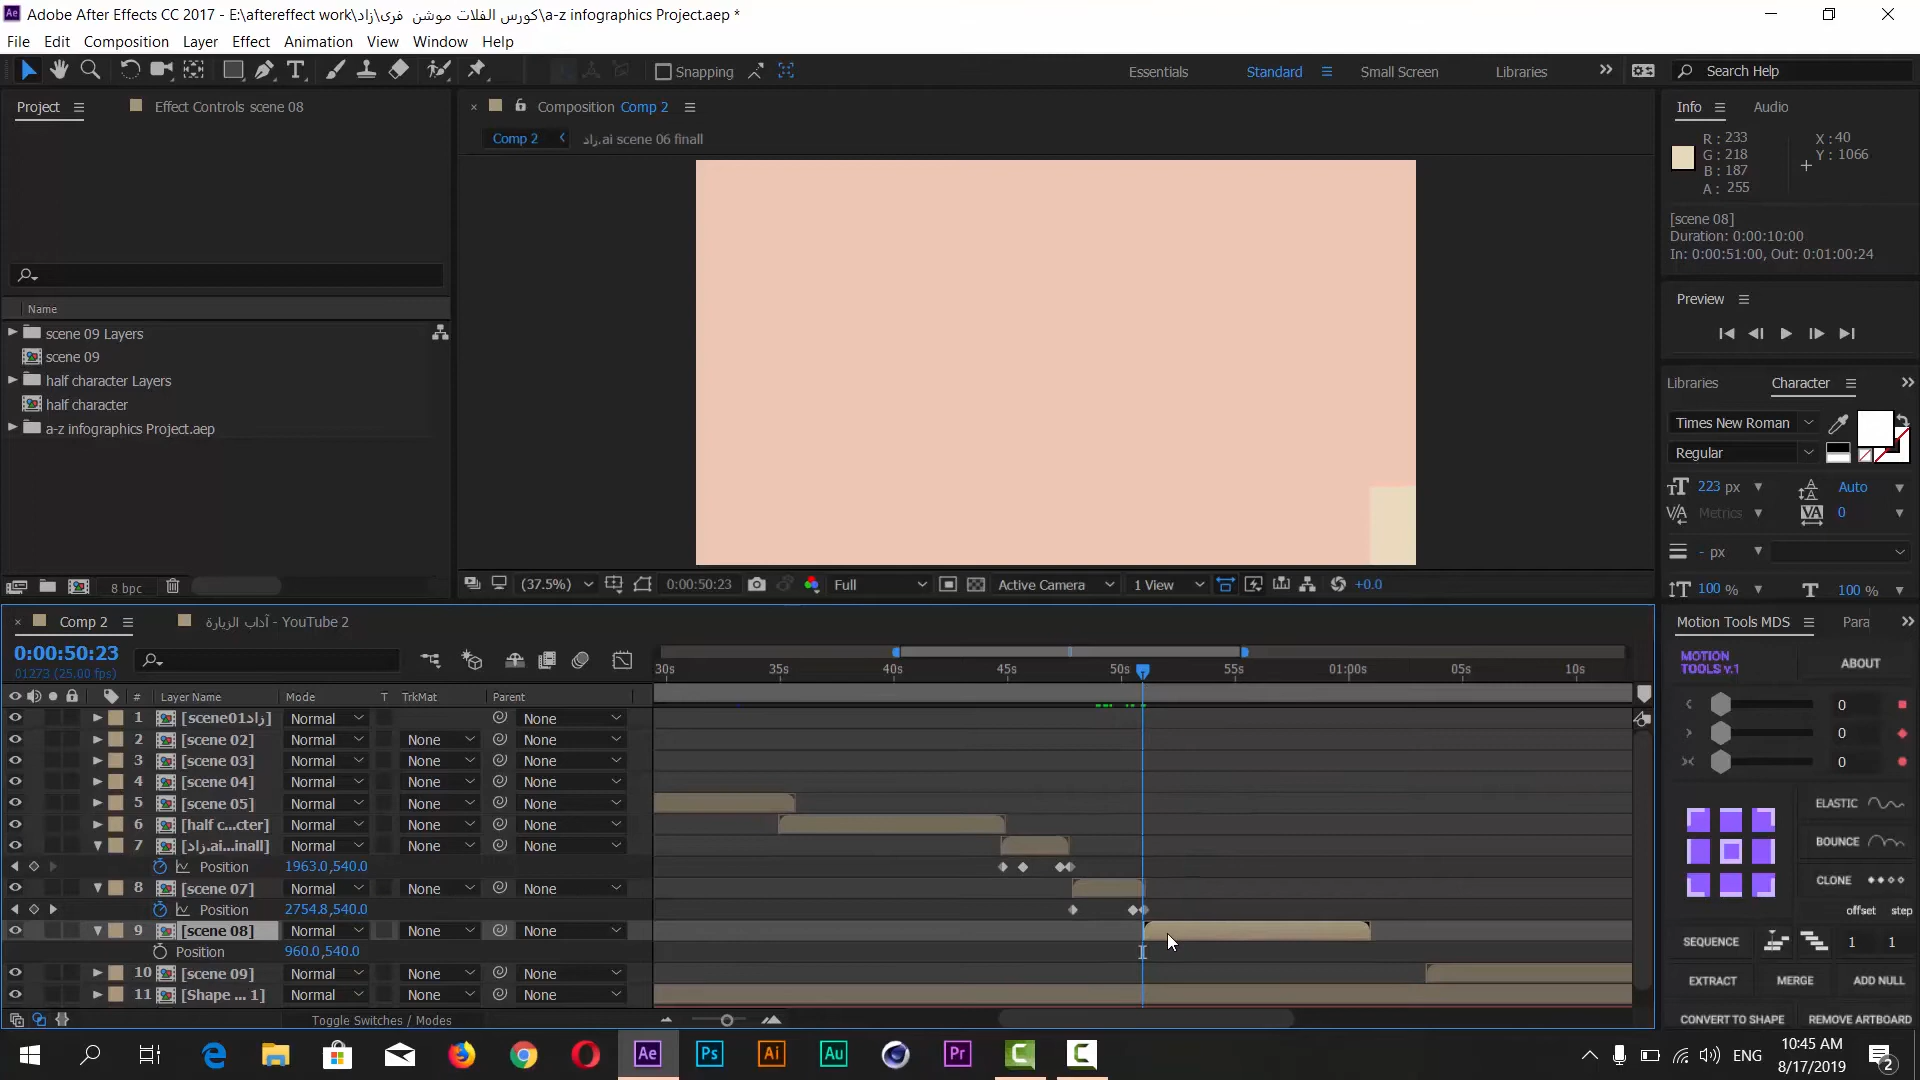 Adobe After Effects CC 2017 - E:\aftereffect work\كورس الفلات موشن فرى\زاد\a-z infographics Project.aep *
File Edit Composition Layer Effect Animation View Window Help
Snapping
Essentials Standard Small Screen Libraries Search Help
Project Effect Controls scene 08
Composition Comp 2
Comp 2 زاد.ai scene 06 finall
Info Audio
R : 233
G : 218
B : 187
A : 255
X : 40
Y : 1066
[scene 08]
Duration: 0:00:10:00
In: 0:00:51:00, Out: 0:01:00:24
Preview
Name
scene 09 Layers
scene 09
half character Layers
half character
a-z infographics Project.aep
Libraries Character
Times New Roman
Regular
223 px Auto
Metrics 0
- px
100 % 100 %
8 bpc
(37.5%) 0:00:50:23 Full Active Camera 1 View +0.0
Comp 2 آداب الزيارة - YouTube 2
0:00:50:23
01273 (25.00 fps)
30s 35s 40s 45s 50s 55s 01:00s 05s 10s
# Layer Name Mode T TrkMat Parent
1 [scene01زاد] Normal None
2 [scene 02] Normal None None
3 [scene 03] Normal None None
4 [scene 04] Normal None None
5 [scene 05] Normal None None
6 [half c...cter] Normal None None
7 [زاد.ai...inall] Normal None None
Position 1963.0,540.0
8 [scene 07] Normal None None
Position 2754.8,540.0
9 [scene 08] Normal None None
Position 960.0,540.0
10 [scene 09] Normal None None
11 [Shape ... 1] Normal None None
Toggle Switches / Modes
Motion Tools MDS Para
MOTION TOOLS v.1 ABOUT
0
0
0
ELASTIC
BOUNCE
CLONE
offset step
SEQUENCE 1 1
EXTRACT MERGE ADD NULL
CONVERT TO SHAPE REMOVE ARTBOARD
Ae Ps Ai Au Pr
ENG
10:45 AM
8/17/2019
2